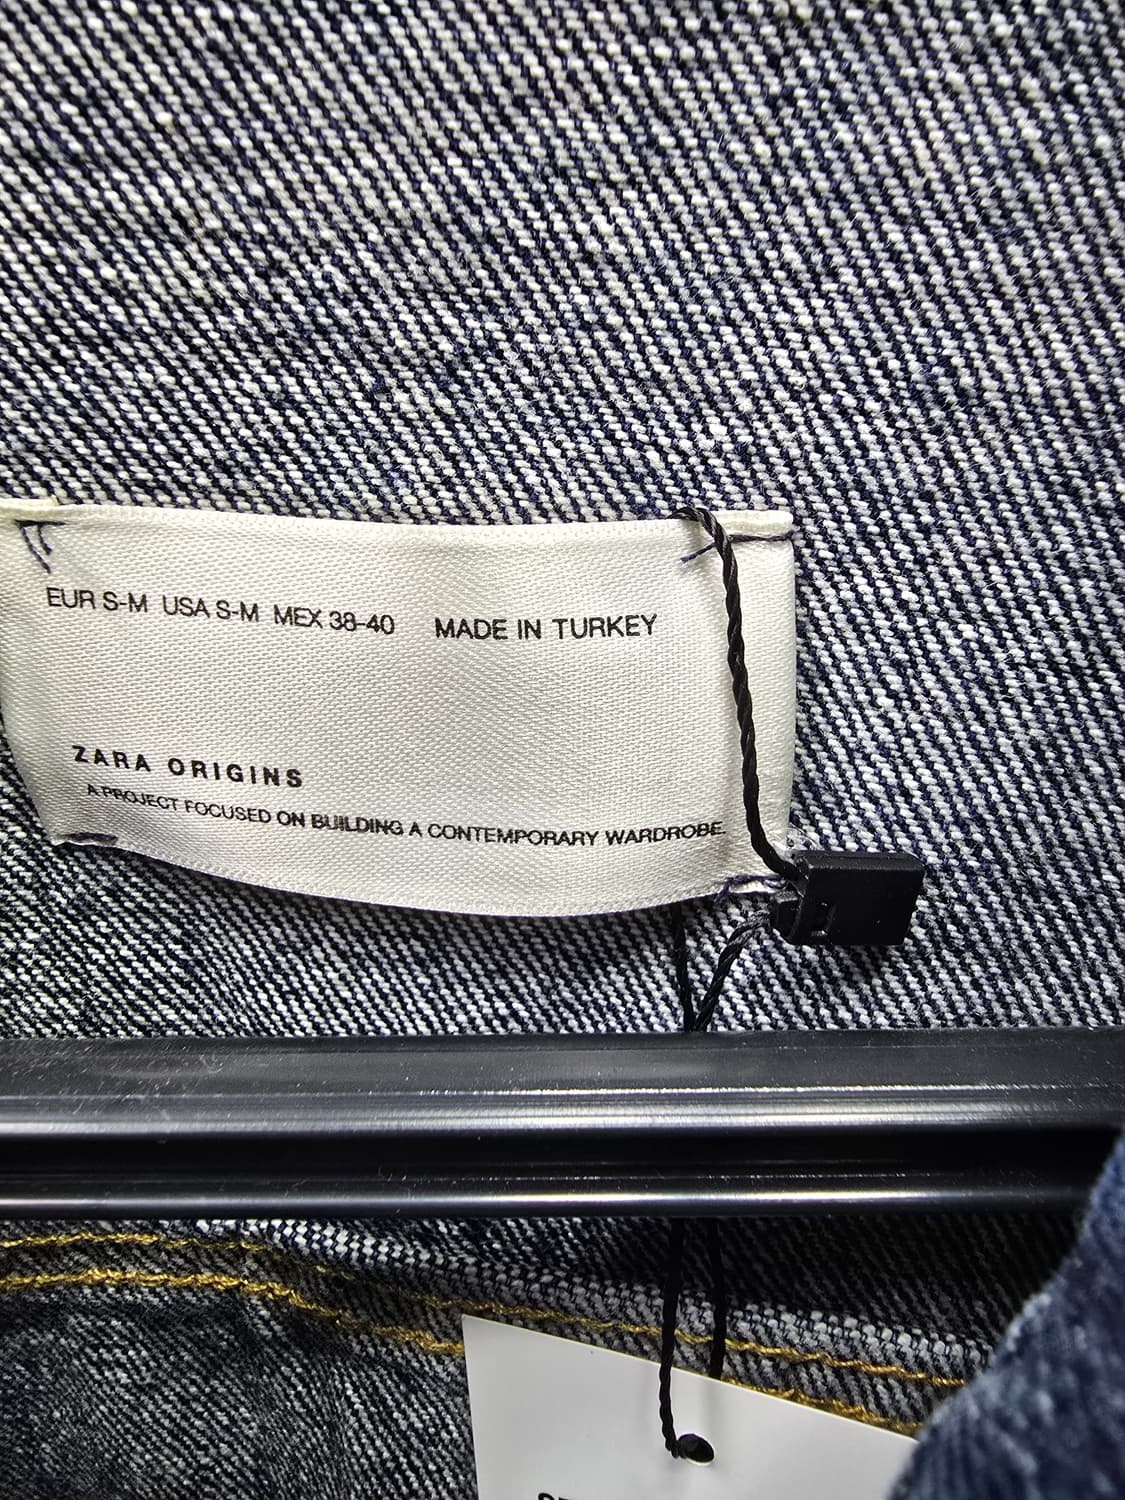 EUR S-M USA S-M MEX 38-40 MADE IN TURKEY
ZARA ORIGINS
A PROJECT FOCUSED ON BUILDING A CONTEMPORARY WARDROBE.